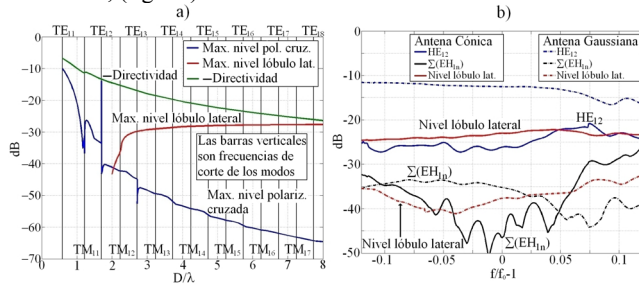 a)
TE11 TE12 TE13 TE14 TE15 TE16 TE17 TE18
Max. nivel pol. cruz.
Max. nivel lóbulo lat.
—Directividad
—Directividad
Max. nivel
lóbulo lateral
Las barras verticales
son frecuencias de
corte de los modos
Max. nivel polariz.
cruzada
TM11 TM12 TM13 TM14 TM15 TM16 TM17
dB
0
-10
-20
-30
-40
-50
-60
-70
0 1 2 3 4 5 6 7 8
D/λ
b)
Antena Cónica
HE12
∑(EH1n)
Nivel lóbulo lat.
Antena Gaussiana
HE12
∑(EH1n)
Nivel lóbulo lat.
Nivel lóbulo lateral
HE12
Nivel lóbulo lateral
∑(EH1n)
dB
0
-10
-20
-30
-40
-50
-0.1 -0.05 0 0.05 0.1
f/fo-1